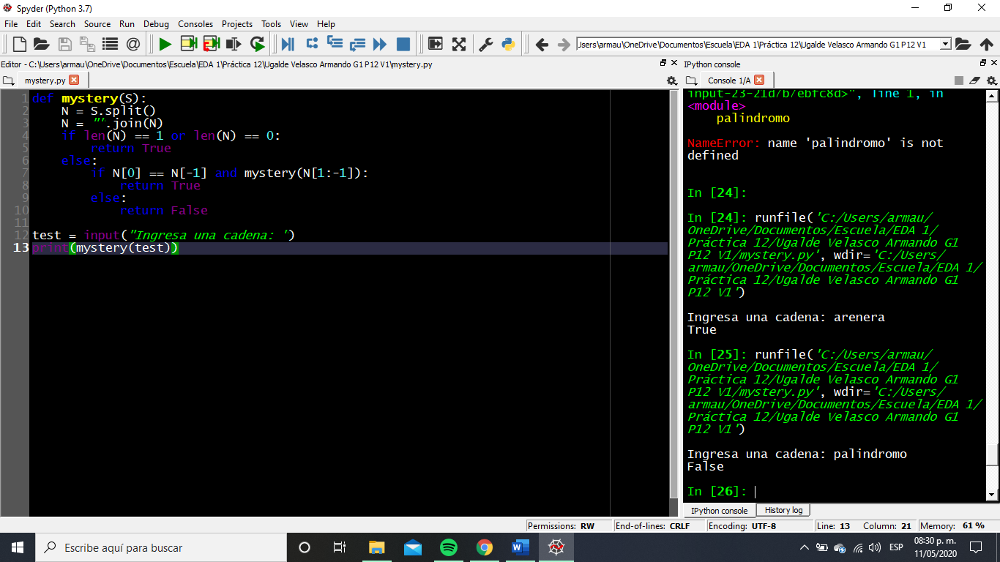 Spyder (Python 3.7)
File Edit Search Source Run Debug Consoles Projects Tools View Help
Jsers\armau\OneDrive\Documentos\Escuela\EDA 1\Práctica 12\Ugalde Velasco Armando G1 P12 V1
Editor - C:\Users\armau\OneDrive\Documentos\Escuela\EDA 1\Práctica 12\Ugalde Velasco Armando G1 P12 V1\mystery.py
mystery.py
1 def mystery(S):
2     N = S.split()
3     N = "".join(N)
4     if len(N) == 1 or len(N) == 0:
5         return True
6     else:
7         if N[0] == N[-1] and mystery(N[1:-1]):
8             return True
9         else:
10             return False
11
12 test = input("Ingresa una cadena: ")
13 print(mystery(test))
IPython console
Console 1/A
", line 1, in
<module>
    palindromo
NameError: name 'palindromo' is not
defined
In [24]:
In [24]: runfile('C:/Users/armau/
OneDrive/Documentos/Escuela/EDA 1/
Práctica 12/Ugalde Velasco Armando G1
P12 V1/mystery.py', wdir='C:/Users/
armau/OneDrive/Documentos/Escuela/EDA 1/
Práctica 12/Ugalde Velasco Armando G1
P12 V1')
Ingresa una cadena: arenera
True
In [25]: runfile('C:/Users/armau/
OneDrive/Documentos/Escuela/EDA 1/
Práctica 12/Ugalde Velasco Armando G1
P12 V1/mystery.py', wdir='C:/Users/
armau/OneDrive/Documentos/Escuela/EDA 1/
Práctica 12/Ugalde Velasco Armando G1
P12 V1')
Ingresa una cadena: palindromo
False
In [26]:
IPython console History log
Permissions: RW End-of-lines: CRLF Encoding: UTF-8 Line: 13 Column: 21 Memory: 61 %
Escribe aquí para buscar
ESP
08:30 p. m.
11/05/2020